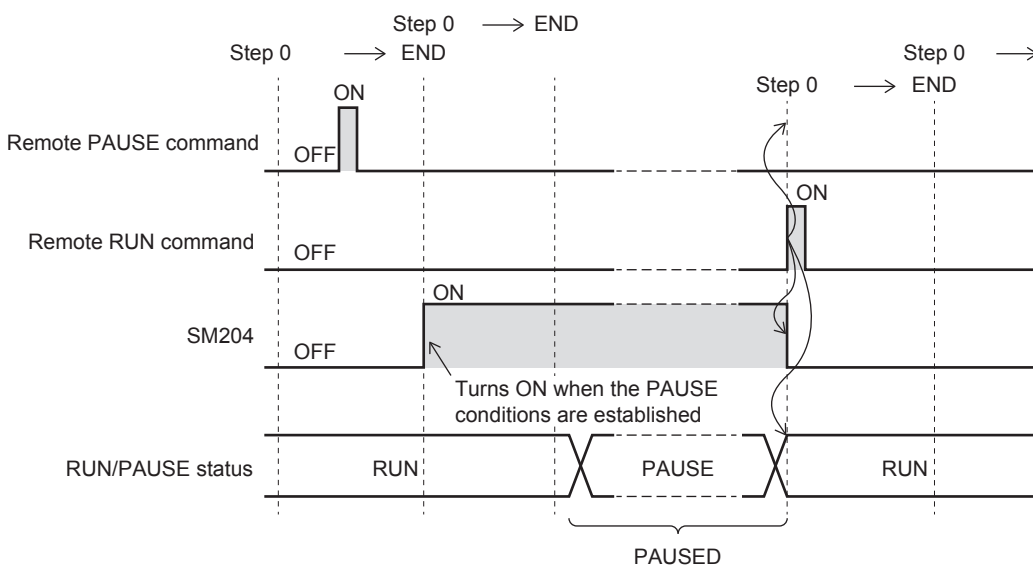 Step 0 → END
Step 0 → END
Step 0 →
Step 0 → END
ON
Remote PAUSE command
OFF
ON
Remote RUN command
OFF
ON
SM204
OFF
Turns ON when the PAUSE
conditions are established
RUN/PAUSE status
RUN
PAUSE
RUN
PAUSED